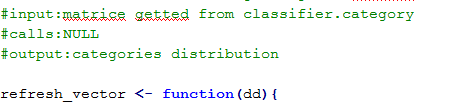 #input:matrice getted from classifier.category
#calls:NULL
#output:categories distribution
refresh_vector <- function(dd){